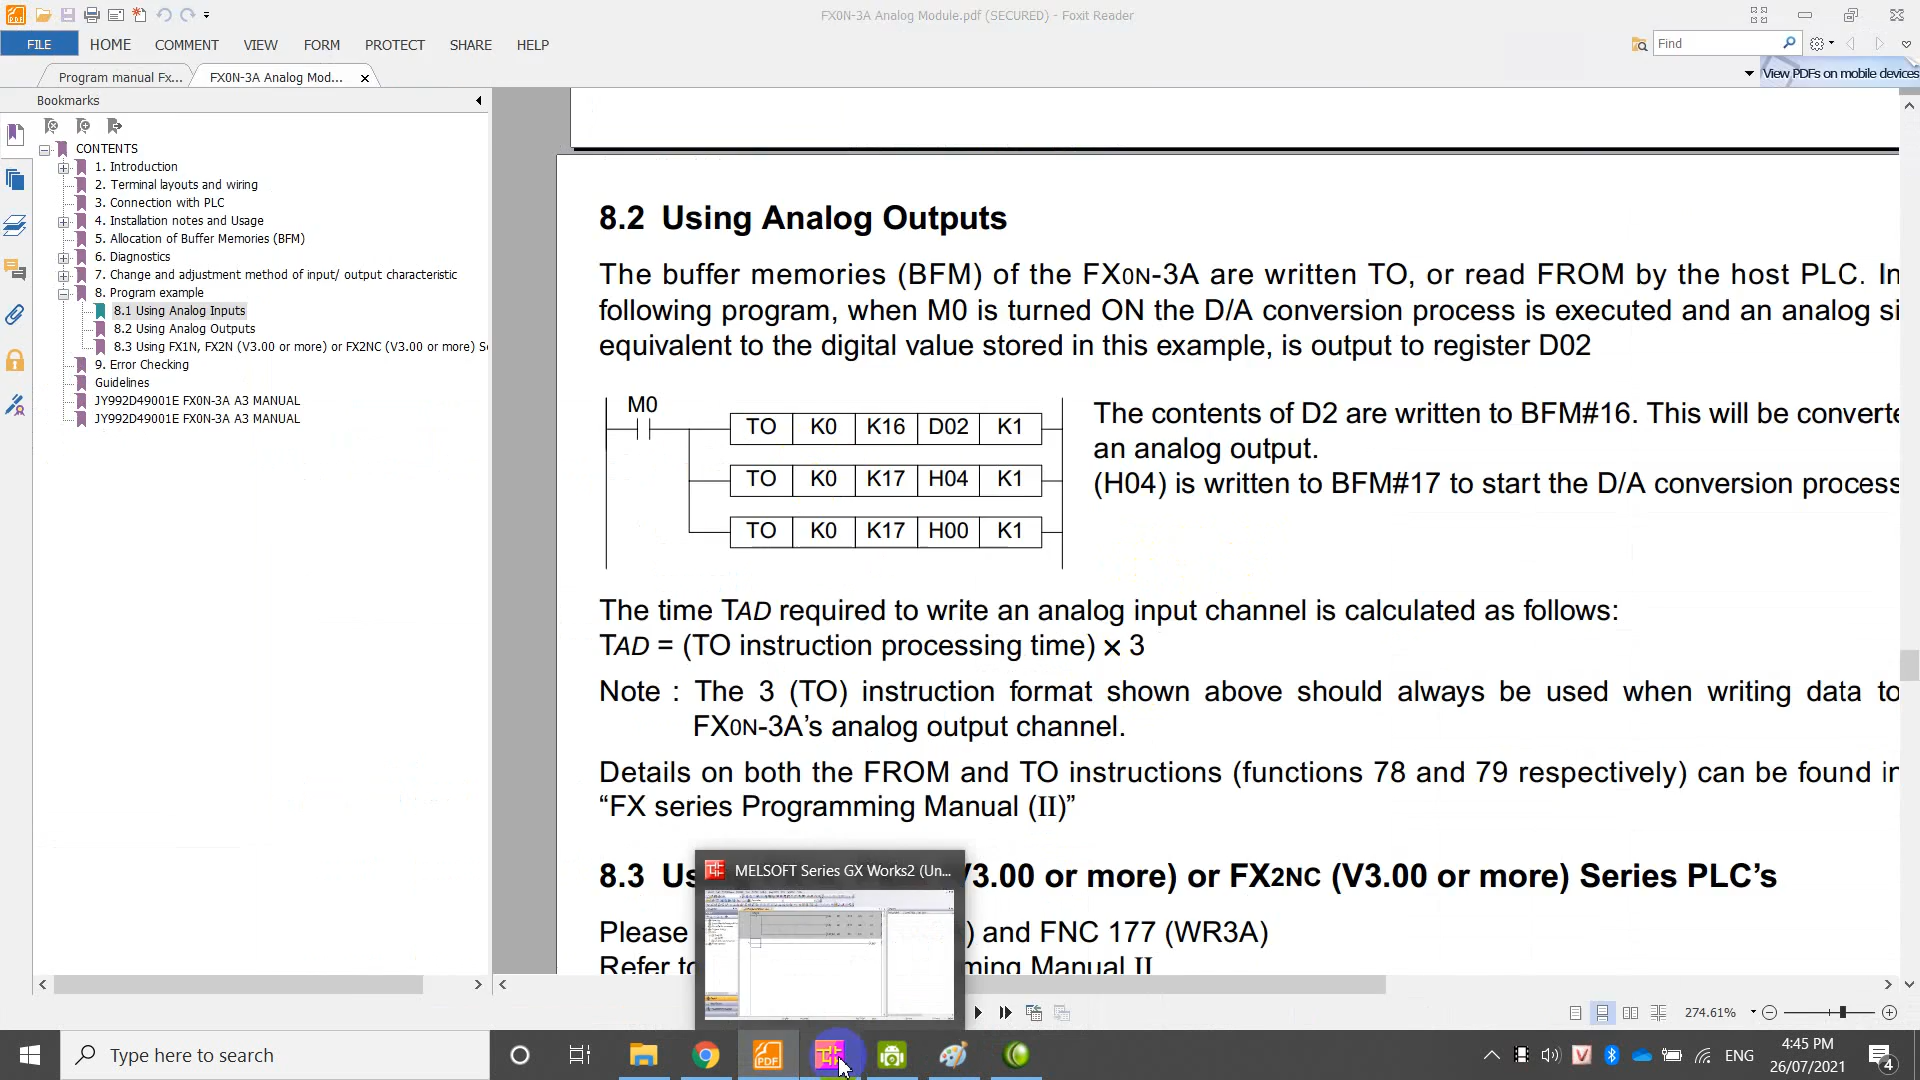 FX0N-3A Analog Module.pdf (SECURED) - Foxit Reader
FILE HOME COMMENT VIEW FORM PROTECT SHARE HELP
Find
Program manual Fx... FX0N-3A Analog Mod...
View PDFs on mobile devices
Bookmarks
CONTENTS
1. Introduction
2. Terminal layouts and wiring
3. Connection with PLC
4. Installation notes and Usage
5. Allocation of Buffer Memories (BFM)
6. Diagnostics
7. Change and adjustment method of input/ output characteristic
8. Program example
8.1 Using Analog Inputs
8.2 Using Analog Outputs
8.3 Using FX1N, FX2N (V3.00 or more) or FX2NC (V3.00 or more) S
9. Error Checking
Guidelines
JY992D49001E FX0N-3A A3 MANUAL
JY992D49001E FX0N-3A A3 MANUAL
8.2 Using Analog Outputs
The buffer memories (BFM) of the FX0N-3A are written TO, or read FROM by the host PLC. In
following program, when M0 is turned ON the D/A conversion process is executed and an analog si
equivalent to the digital value stored in this example, is output to register D02
M0
TO K0 K16 D02 K1
TO K0 K17 H04 K1
TO K0 K17 H00 K1
The contents of D2 are written to BFM#16. This will be converte
an analog output.
(H04) is written to BFM#17 to start the D/A conversion process
The time TAD required to write an analog input channel is calculated as follows:
TAD = (TO instruction processing time) × 3
Note : The 3 (TO) instruction format shown above should always be used when writing data to
FX0N-3A’s analog output channel.
Details on both the FROM and TO instructions (functions 78 and 79 respectively) can be found in
“FX series Programming Manual (II)”
8.3 Us V3.00 or more) or FX2NC (V3.00 or more) Series PLC’s
Please ) and FNC 177 (WR3A)
Refer to ming Manual II
MELSOFT Series GX Works2 (Un...
274.61%
Type here to search
ENG
4:45 PM
26/07/2021
4